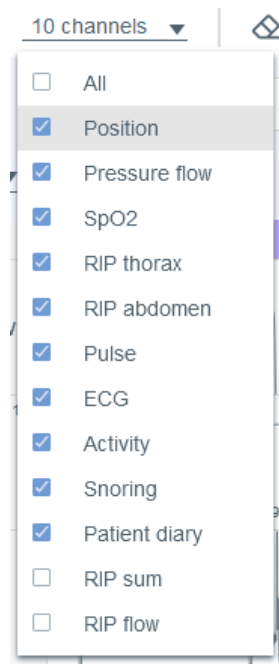 10 channels
All
Position
Pressure flow
SpO2
RIP thorax
RIP abdomen
Pulse
ECG
Activity
Snoring
Patient diary
RIP sum
RIP flow